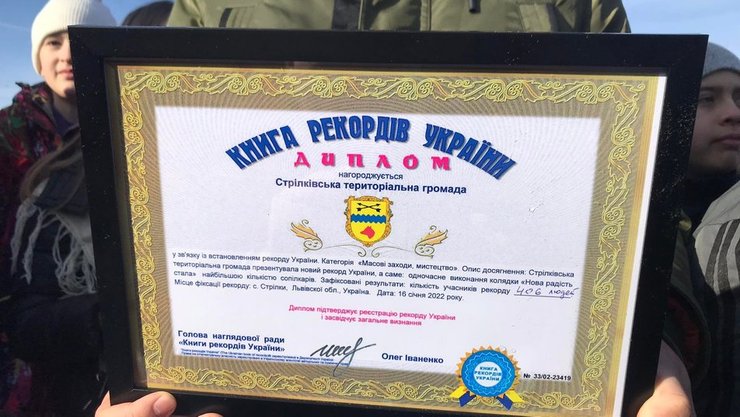 КНИГА РЕКОРДІВ УКРАЇНИ
ДИПЛОМ
нагороджується
Стрілківська територіальна громада
у зв'язку із встановленням рекорду України. Категорія «Масові заходи, мистецтво». Опис досягнення: Стрілківська
територіальна громада презентувала новий рекорд України, а саме: одночасне виконання колядки «Нова радість
стала» найбільшою кількістю сопілкарів. Зафіксовані результати: кількість учасників рекорду 406 людей
Місце фіксації рекорду: с. Стрілки, Львівської обл., Україна. Дата: 16 січня 2022 року.
Диплом підтверджує реєстрацію рекорду України
і засвідчує загальне визнання
Голова наглядової ради
«Книги рекордів України»
Олег Іваненко
КНИГА
РЕКОРДІВ
УКРАЇНИ
№ 33/02-23419